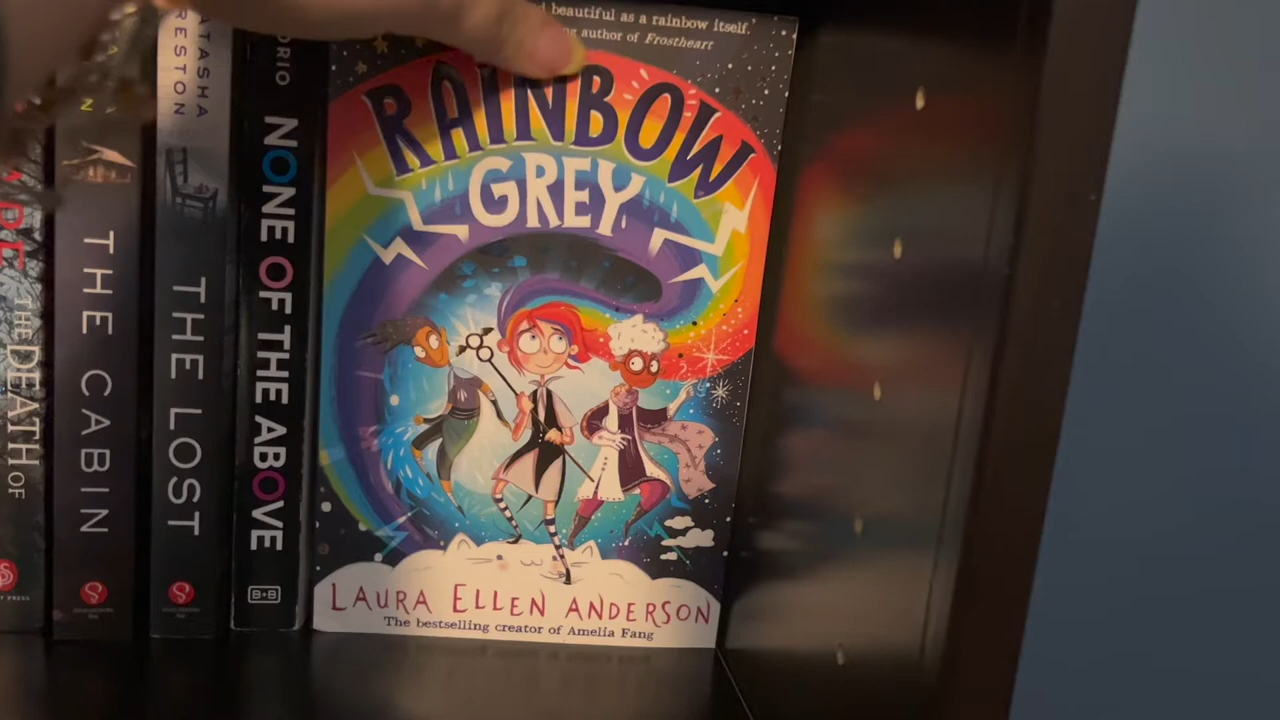 beautiful as a rainbow itself.'
author of Frostheart
RAINBOW
GREY
LAURA ELLEN ANDERSON
The bestselling creator of Amelia Fang
THE DEATH OF
THE CABIN
NATASHA
PRESTON
THE LOST
NONE OF THE ABOVE
B+B